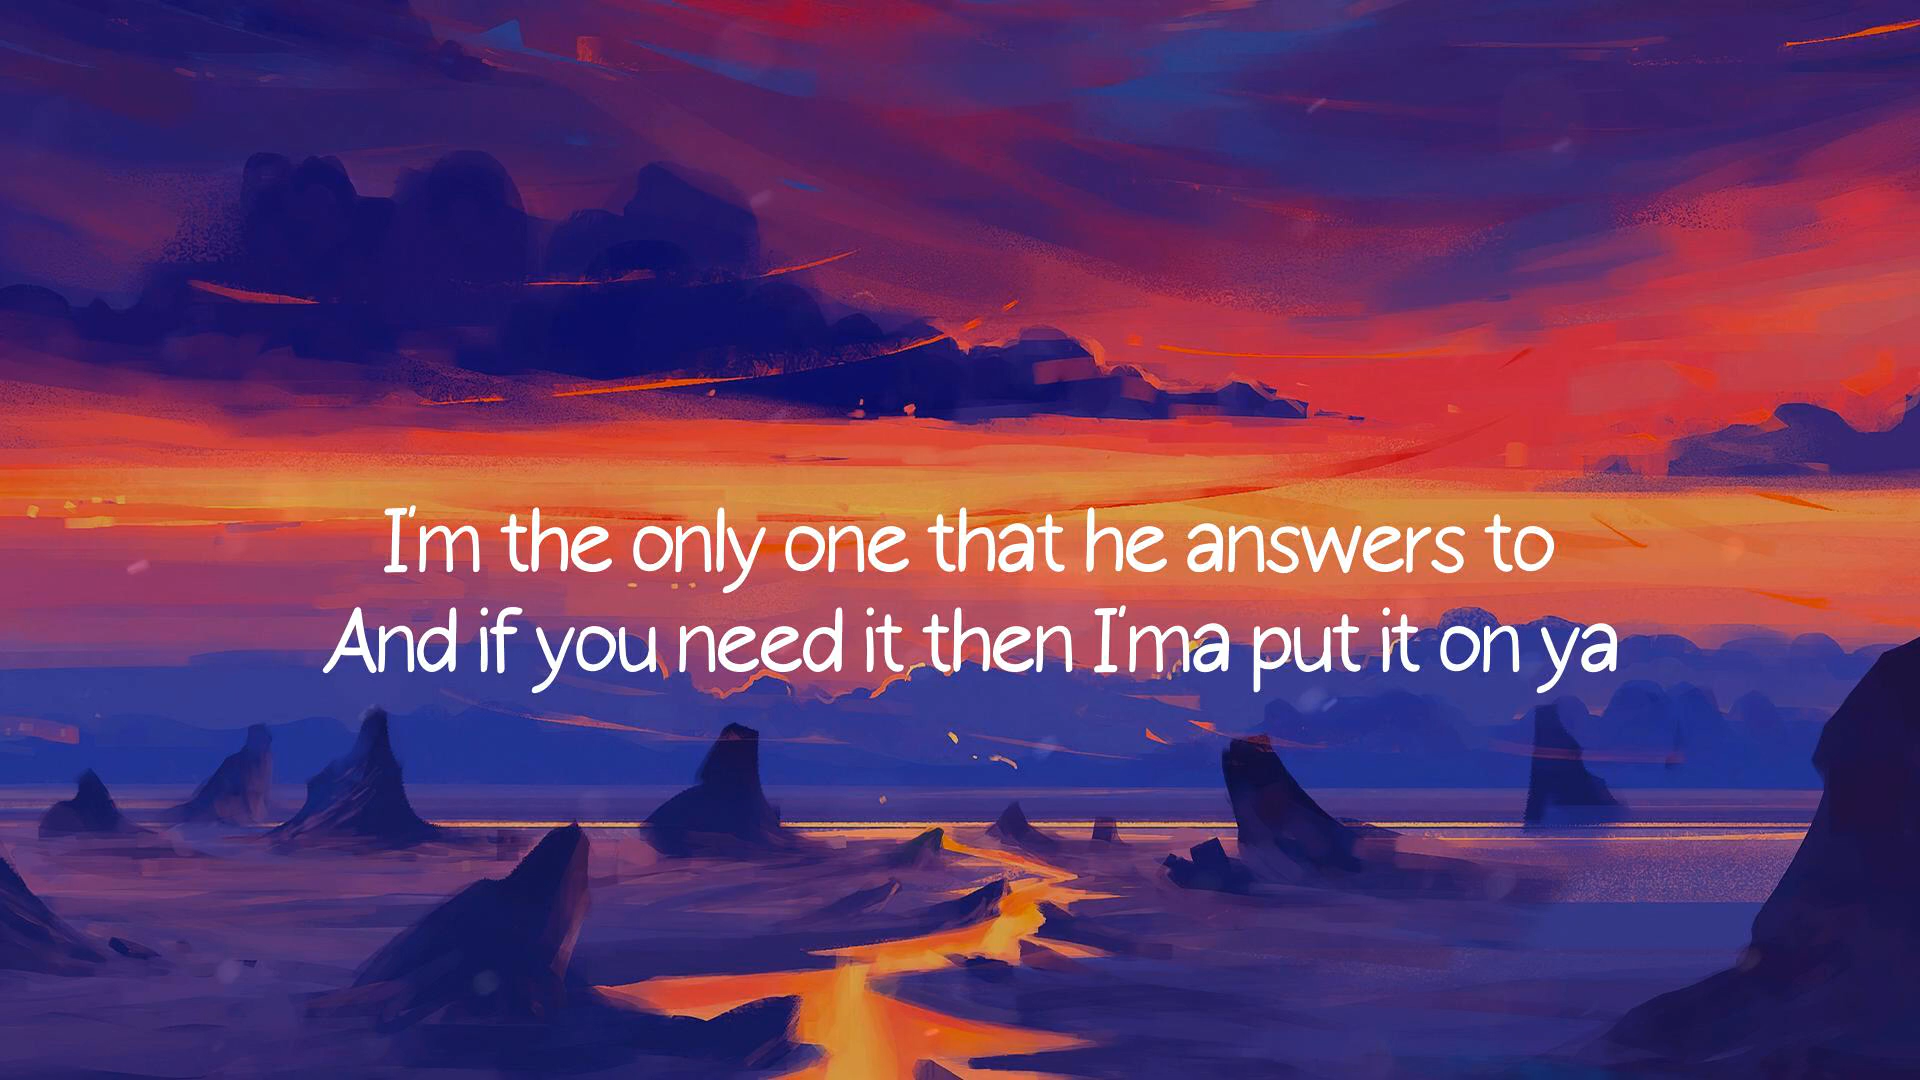 I'm the only one that he answers to
And if you need it then I'ma put it on ya